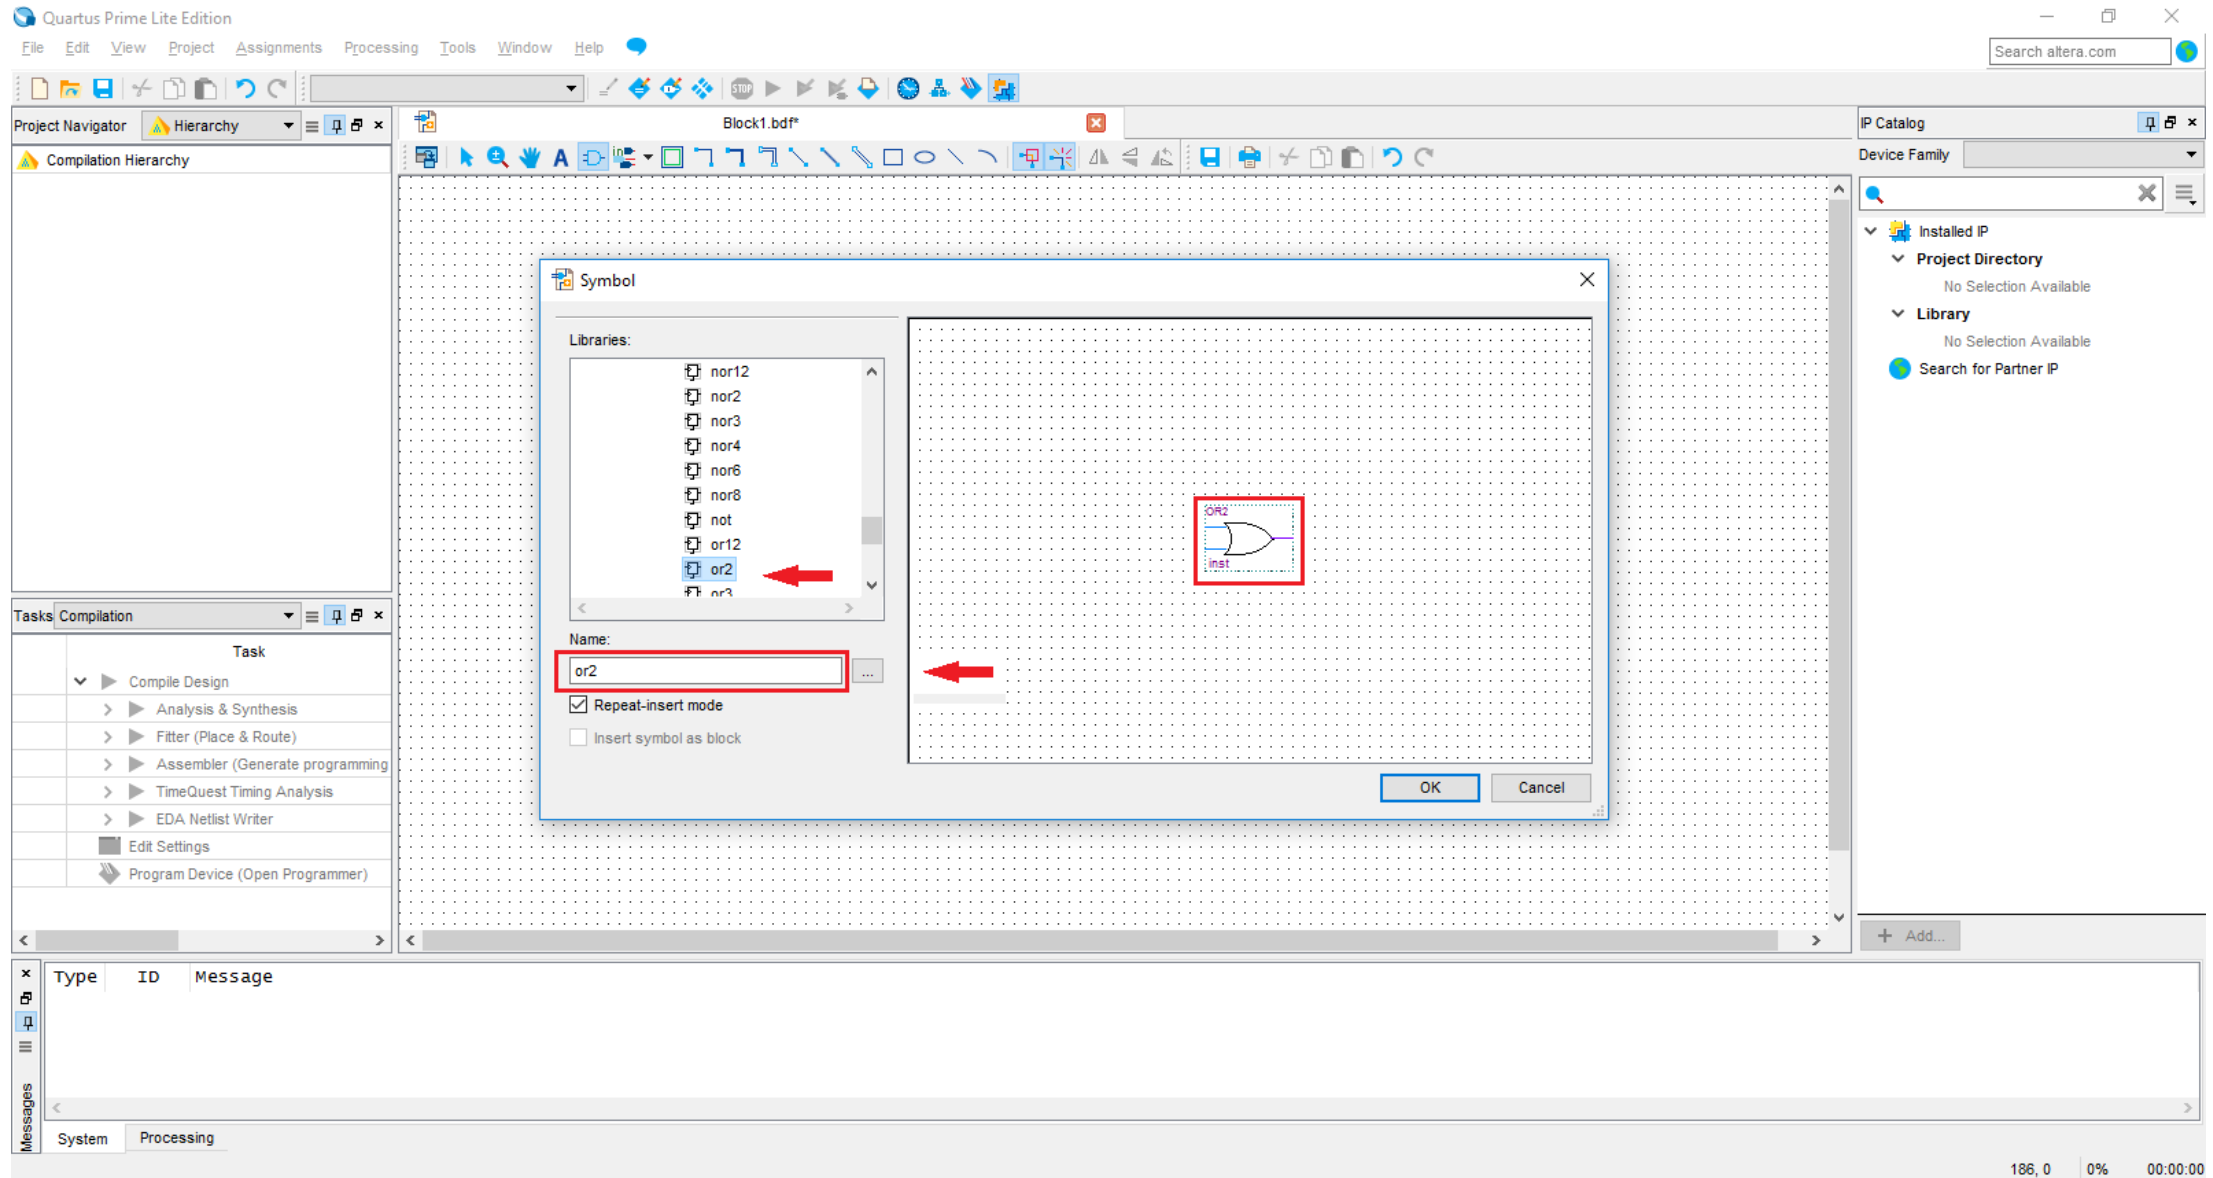 Quartus Prime Lite Edition
File Edit View Project Assignments Processing Tools Window Help
Search altera.com
STOP
Project Navigator Hierarchy
Compilation Hierarchy
Block1.bdf*
A
IP Catalog
Device Family
Installed IP
Project Directory
No Selection Available
Library
No Selection Available
Search for Partner IP
+ Add...
Symbol
Libraries:
nor12
nor2
nor3
nor4
nor6
nor8
not
or12
or2
or3
Name:
or2
...
Repeat-insert mode
Insert symbol as block
OR2
inst
OK Cancel
Tasks Compilation
Task
Compile Design
Analysis & Synthesis
Fitter (Place & Route)
Assembler (Generate programming
TimeQuest Timing Analysis
EDA Netlist Writer
Edit Settings
Program Device (Open Programmer)
Type ID Message
Messages
System Processing
186, 0 0% 00:00:00